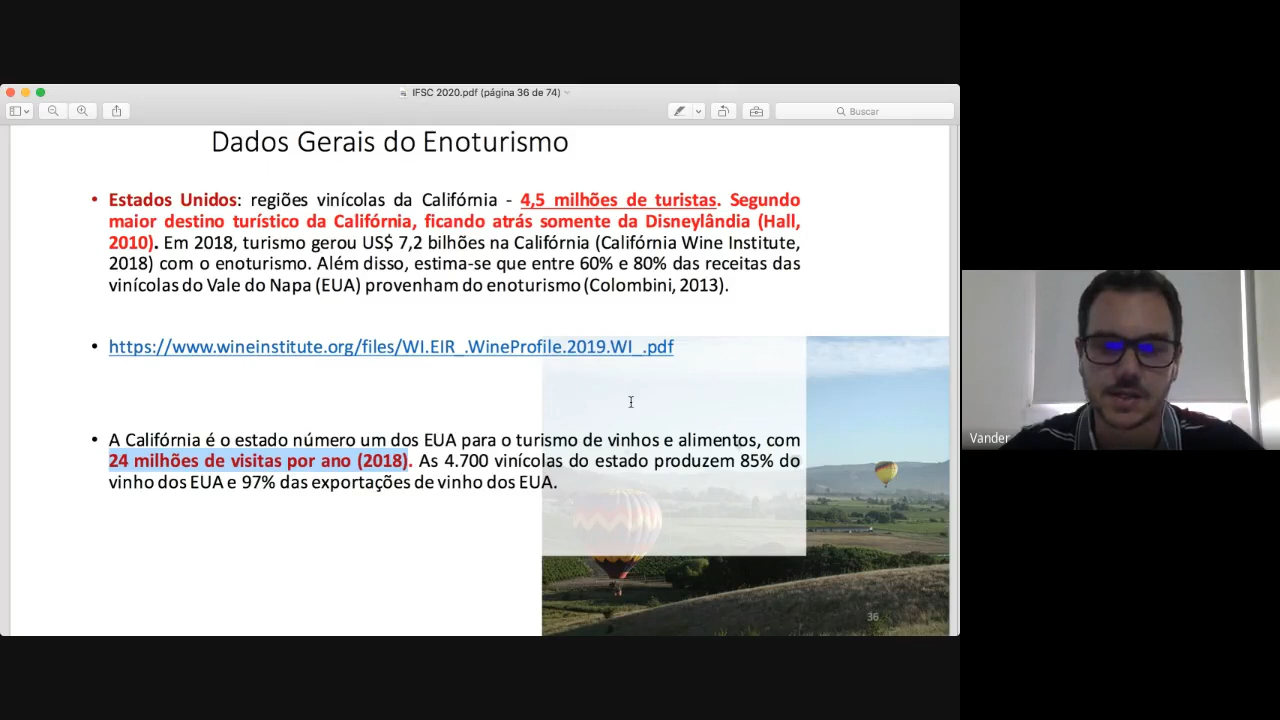 IFSC 2020.pdf (página 36 de 74)
Buscar
Dados Gerais do Enoturismo
• Estados Unidos: regiões vinícolas da Califórnia - 4,5 milhões de turistas. Segundo
maior destino turístico da Califórnia, ficando atrás somente da Disneylândia (Hall,
2010). Em 2018, turismo gerou US$ 7,2 bilhões na Califórnia (Califórnia Wine Institute,
2018) com o enoturismo. Além disso, estima-se que entre 60% e 80% das receitas das
vinícolas do Vale do Napa (EUA) provenham do enoturismo (Colombini, 2013).
• https://www.wineinstitute.org/files/WI.EIR_.WineProfile.2019.WI_.pdf
• A Califórnia é o estado número um dos EUA para o turismo de vinhos e alimentos, com
24 milhões de visitas por ano (2018). As 4.700 vinícolas do estado produzem 85% do
vinho dos EUA e 97% das exportações de vinho dos EUA.
36
Vander